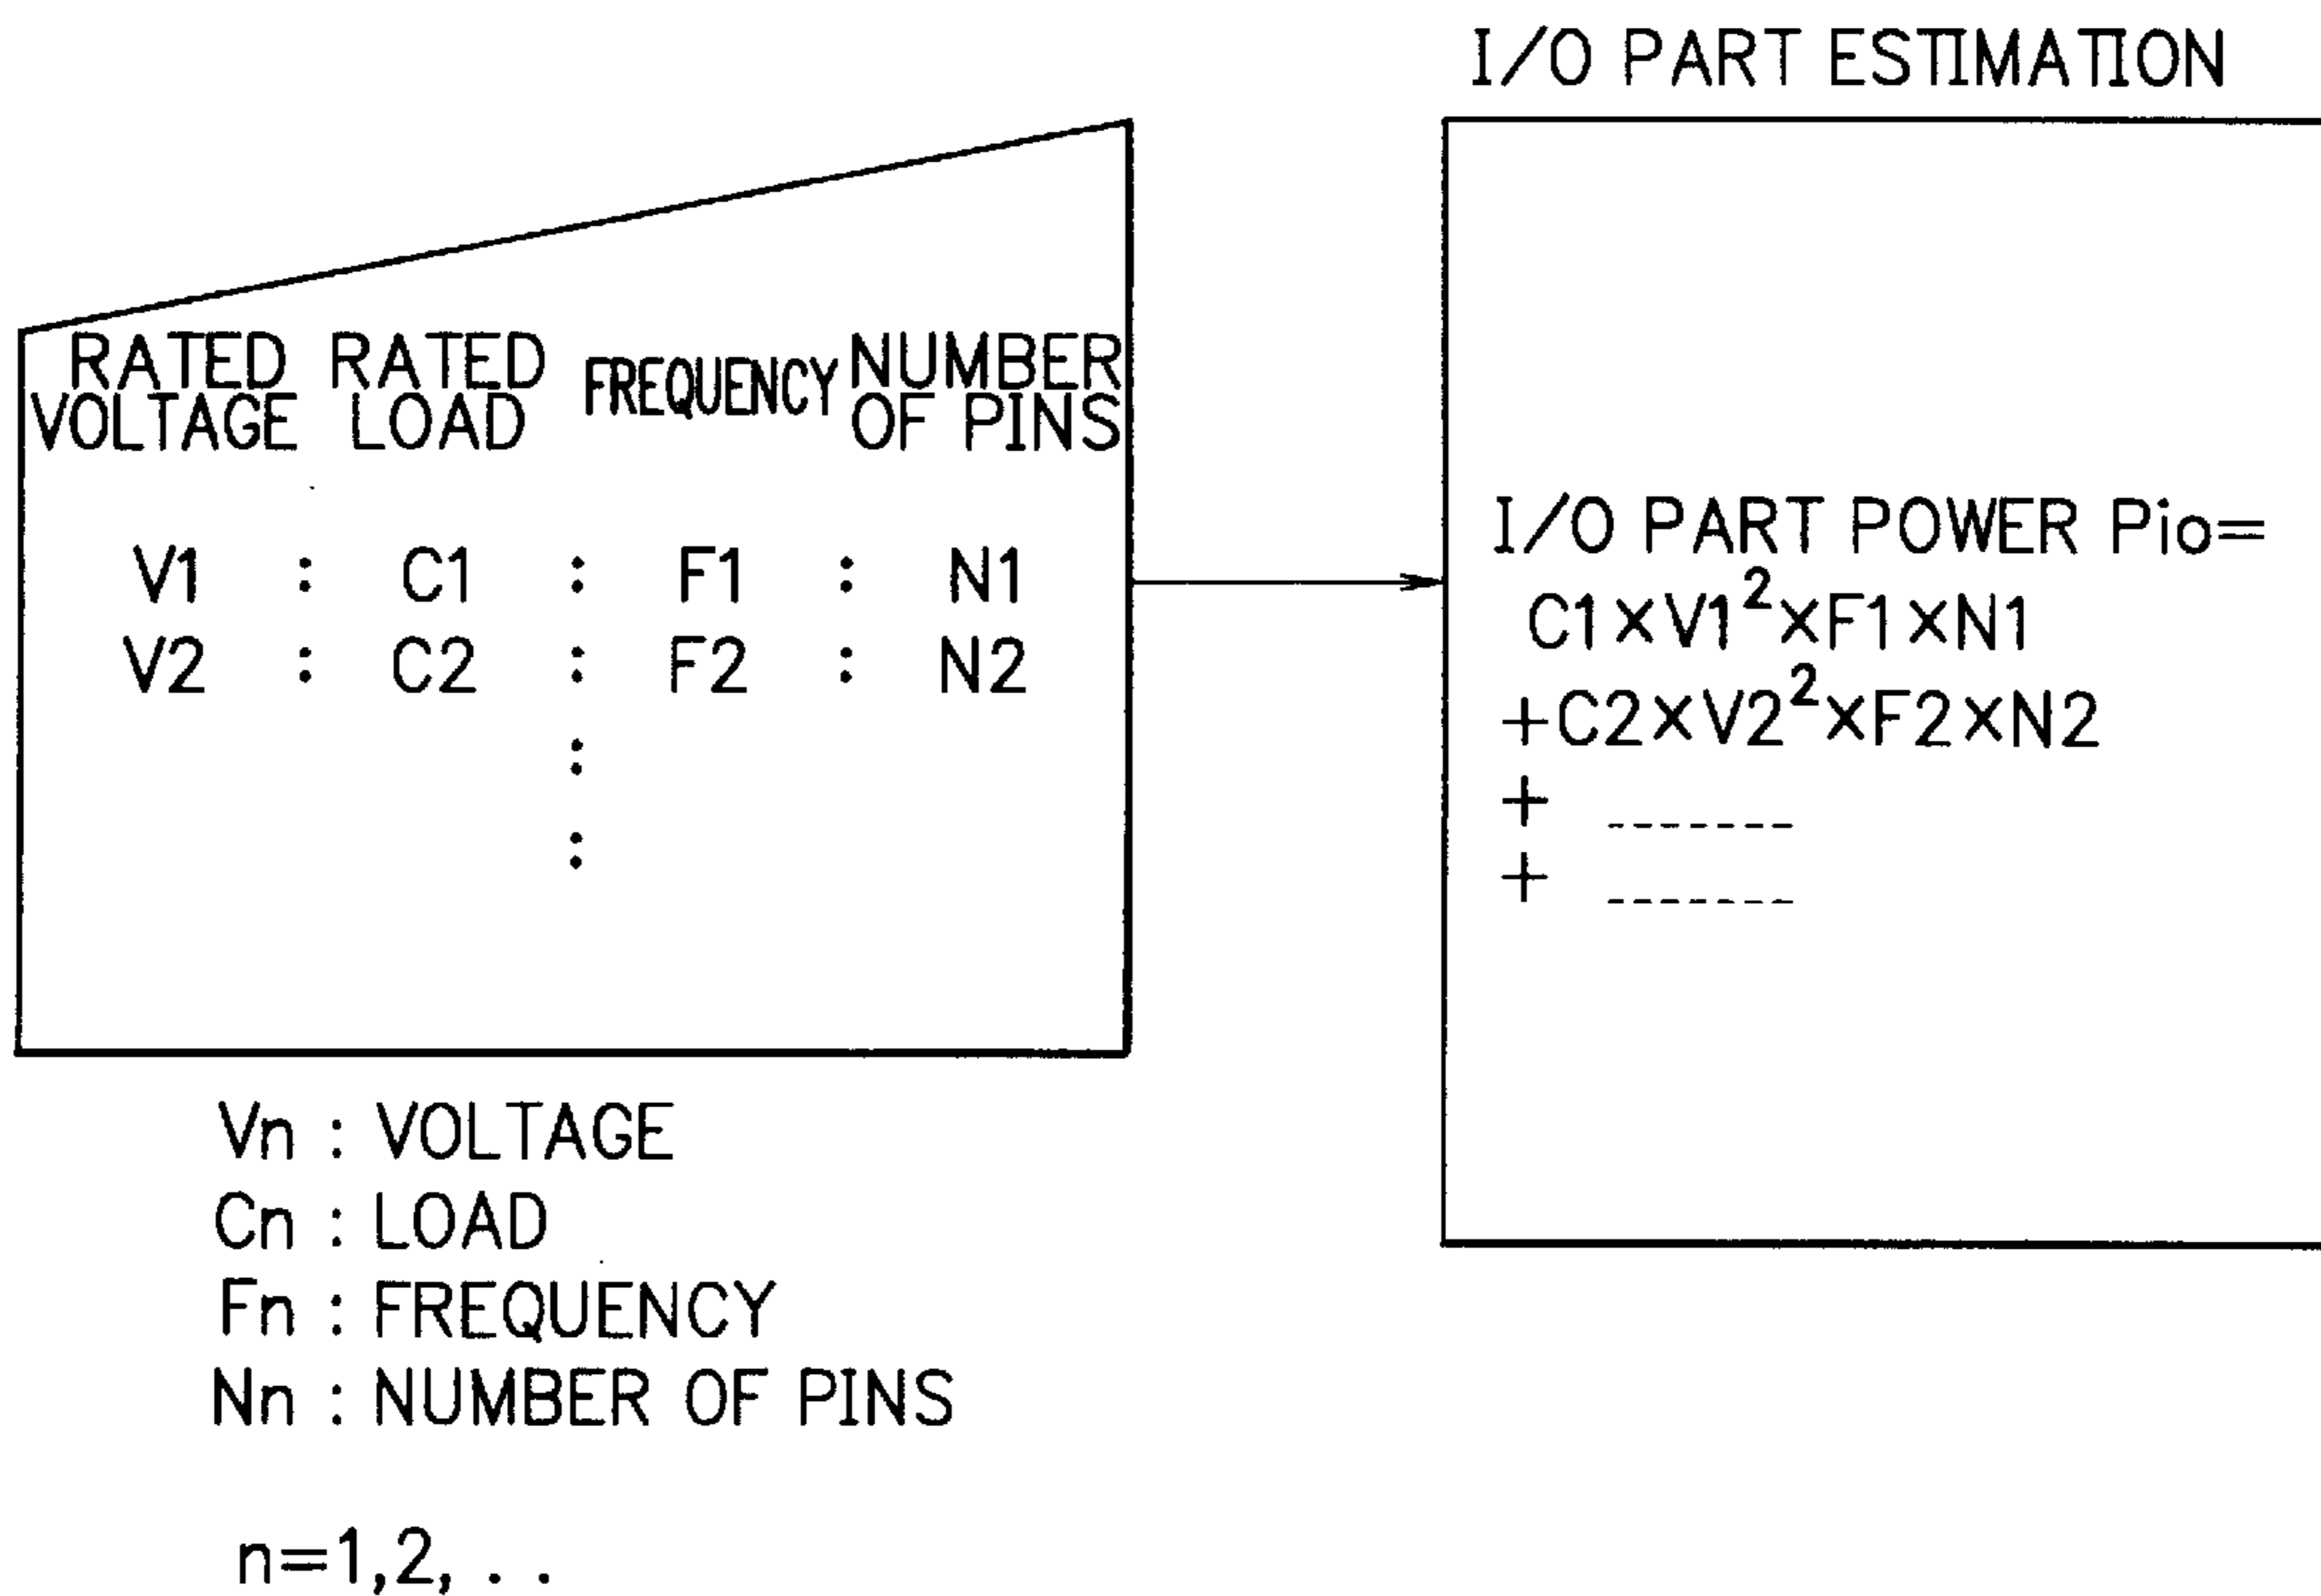 I/O PART ESTIMATION
RATED RATED FREQUENCY NUMBER
VOLTAGE LOAD OF PINS
V1 : C1 : F1 : N1
V2 : C2 : F2 : N2
:
:
I/O PART POWER Pio=
C1×V1²×F1×N1
+C2×V2²×F2×N2
+ -------
+ -------
Vn : VOLTAGE
Cn : LOAD
Fn : FREQUENCY
Nn : NUMBER OF PINS
n=1,2, . .